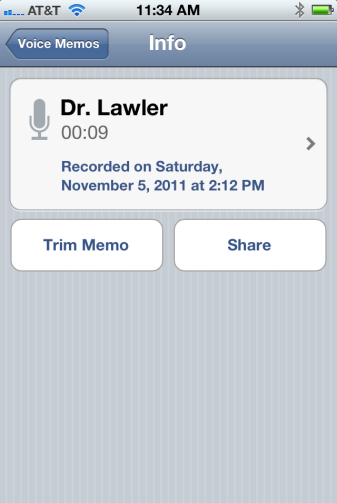 AT&T 11:34 AM
Voice Memos Info
Dr. Lawler
00:09
Recorded on Saturday,
November 5, 2011 at 2:12 PM
Trim Memo Share